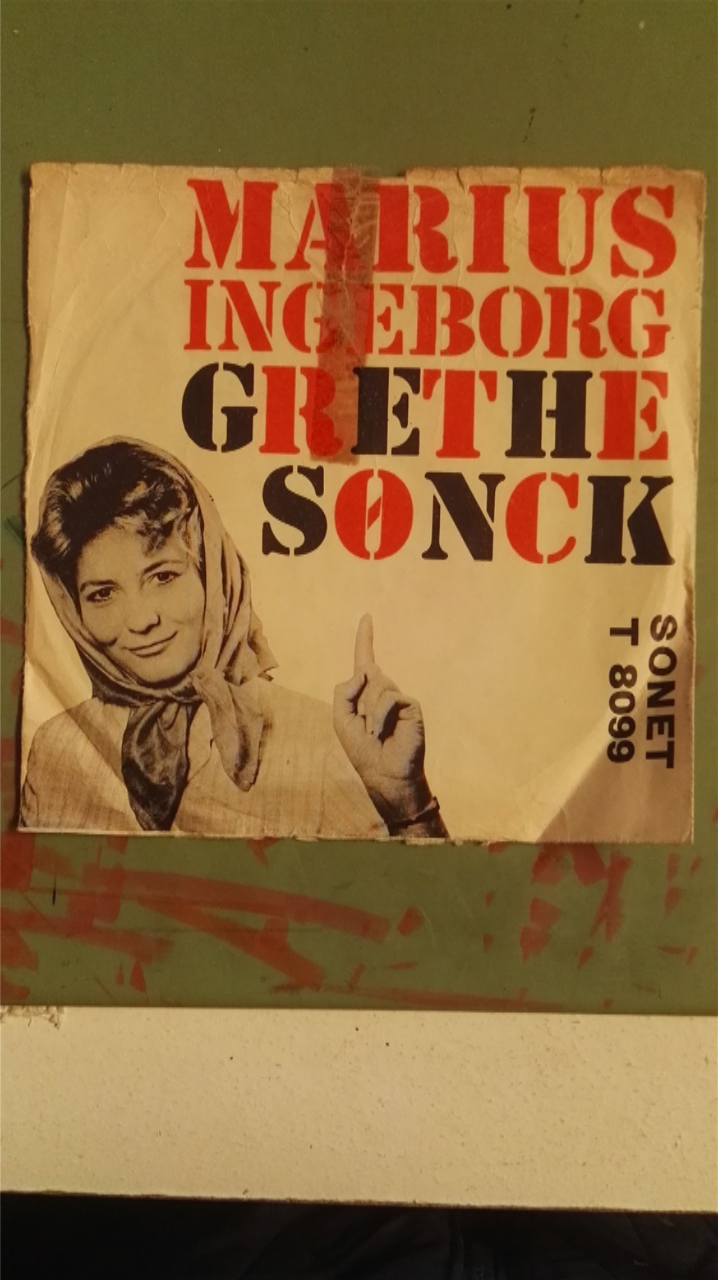 MARIUS
INGEBORG
GRETHE
SØNCK
SONET
T 8099